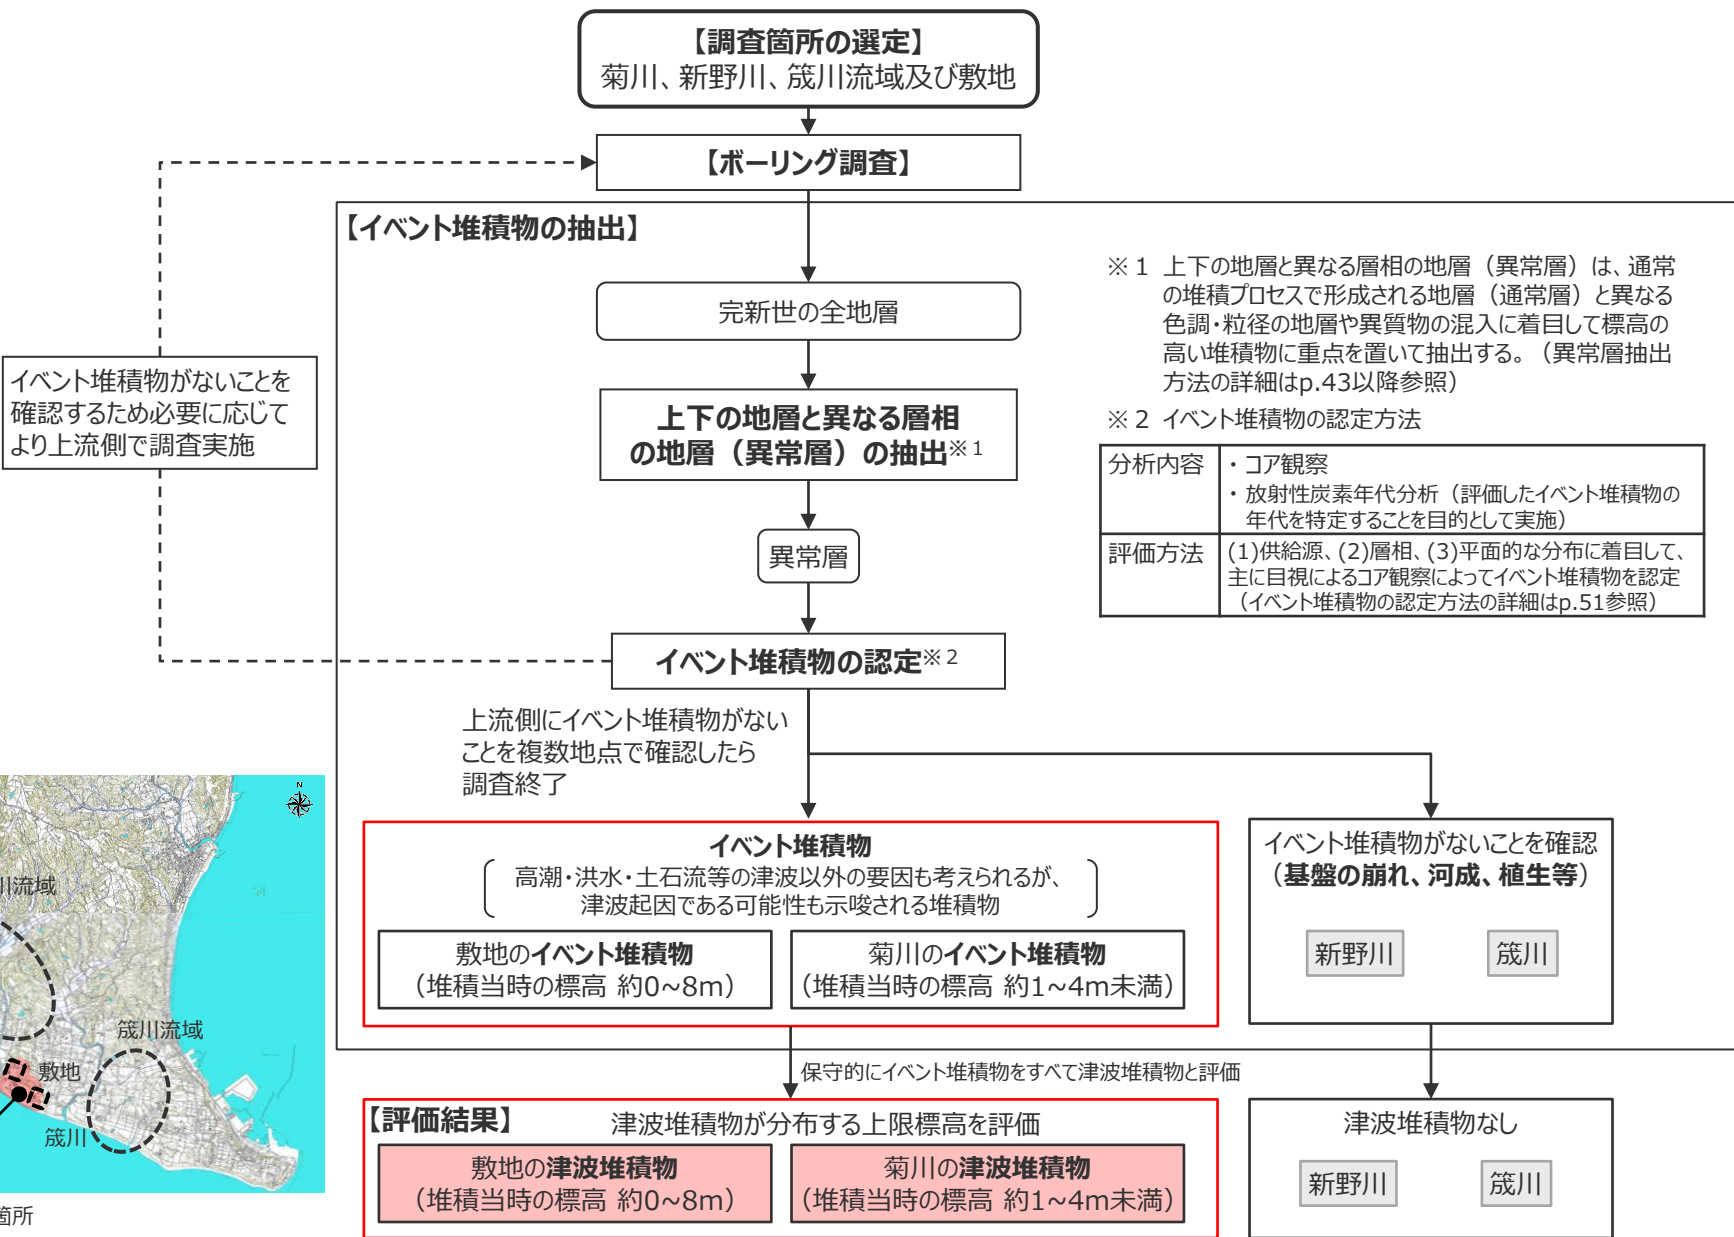 【調査箇所の選定】
菊川、新野川、筬川流域及び敷地
【ボーリング調査】
【イベント堆積物の抽出】
完新世の全地層
上下の地層と異なる層相
の地層（異常層）の抽出※1
異常層
イベント堆積物の認定※2
イベント堆積物がないことを
確認するため必要に応じて
より上流側で調査実施
※1 上下の地層と異なる層相の地層（異常層）は、通常
の堆積プロセスで形成される地層（通常層）と異なる
色調・粒径の地層や異質物の混入に着目して標高の
高い堆積物に重点を置いて抽出する。（異常層抽出
方法の詳細はp.43以降参照）
※2 イベント堆積物の認定方法
分析内容
・コア観察
・放射性炭素年代分析（評価したイベント堆積物の
年代を特定することを目的として実施）
評価方法
(1)供給源、(2)層相、(3)平面的な分布に着目して、
主に目視によるコア観察によってイベント堆積物を認定
（イベント堆積物の認定方法の詳細はp.51参照）
上流側にイベント堆積物がない
ことを複数地点で確認したら
調査終了
イベント堆積物
高潮・洪水・土石流等の津波以外の要因も考えられるが、
津波起因である可能性も示唆される堆積物
敷地のイベント堆積物
（堆積当時の標高 約0~8m）
菊川のイベント堆積物
（堆積当時の標高 約1~4m未満）
イベント堆積物がないことを確認
（基盤の崩れ、河成、植生等）
新野川
筬川
保守的にイベント堆積物をすべて津波堆積物と評価
【評価結果】 津波堆積物が分布する上限標高を評価
敷地の津波堆積物
（堆積当時の標高 約0~8m）
菊川の津波堆積物
（堆積当時の標高 約1~4m未満）
津波堆積物なし
新野川
筬川
N
川流域
筬川流域
敷地
筬川
箇所